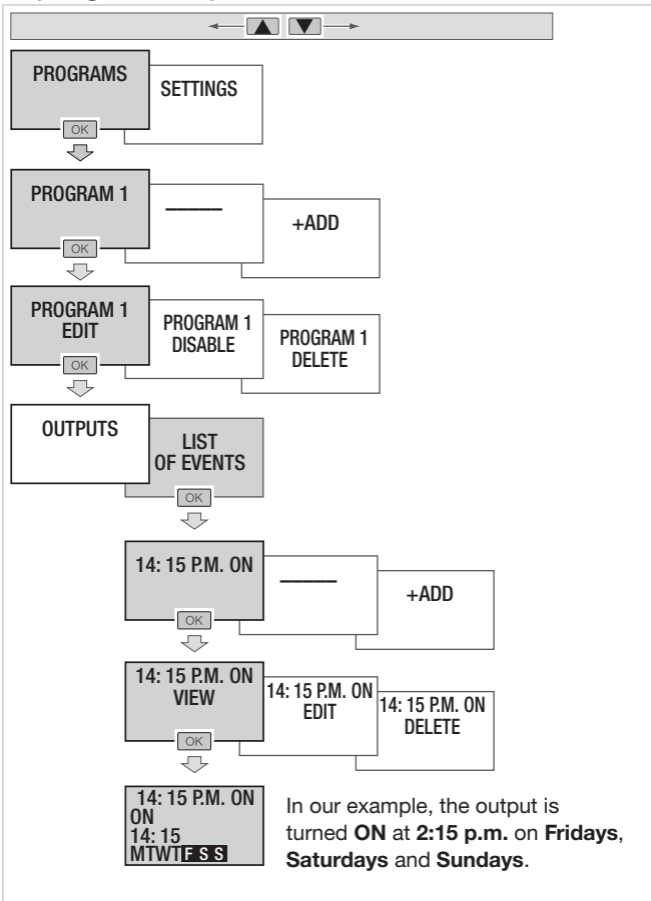 PROGRAMS
SETTINGS
OK
PROGRAM 1
-----
+ADD
OK
PROGRAM 1
EDIT
PROGRAM 1
DISABLE
PROGRAM 1
DELETE
OK
OUTPUTS
LIST
OF EVENTS
OK
14: 15 P.M. ON
-----
+ADD
OK
14: 15 P.M. ON
VIEW
14: 15 P.M. ON
EDIT
14: 15 P.M. ON
DELETE
OK
14: 15 P.M. ON
ON
14: 15
MTWTF S S
In our example, the output is
turned ON at 2:15 p.m. on Fridays,
Saturdays and Sundays.